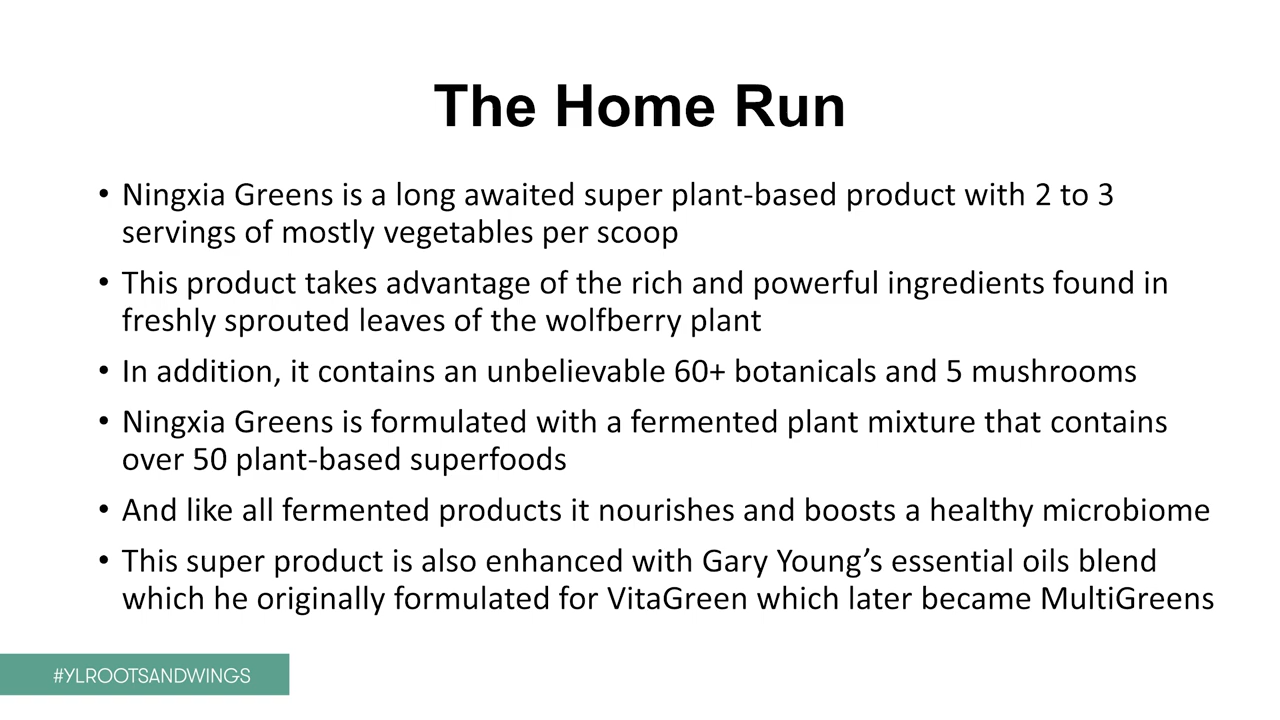 The Home Run
• Ningxia Greens is a long awaited super plant-based product with 2 to 3
servings of mostly vegetables per scoop
• This product takes advantage of the rich and powerful ingredients found in
freshly sprouted leaves of the wolfberry plant
• In addition, it contains an unbelievable 60+ botanicals and 5 mushrooms
• Ningxia Greens is formulated with a fermented plant mixture that contains
over 50 plant-based superfoods
• And like all fermented products it nourishes and boosts a healthy microbiome
• This super product is also enhanced with Gary Young’s essential oils blend
which he originally formulated for VitaGreen which later became MultiGreens
#YLROOTSANDWINGS